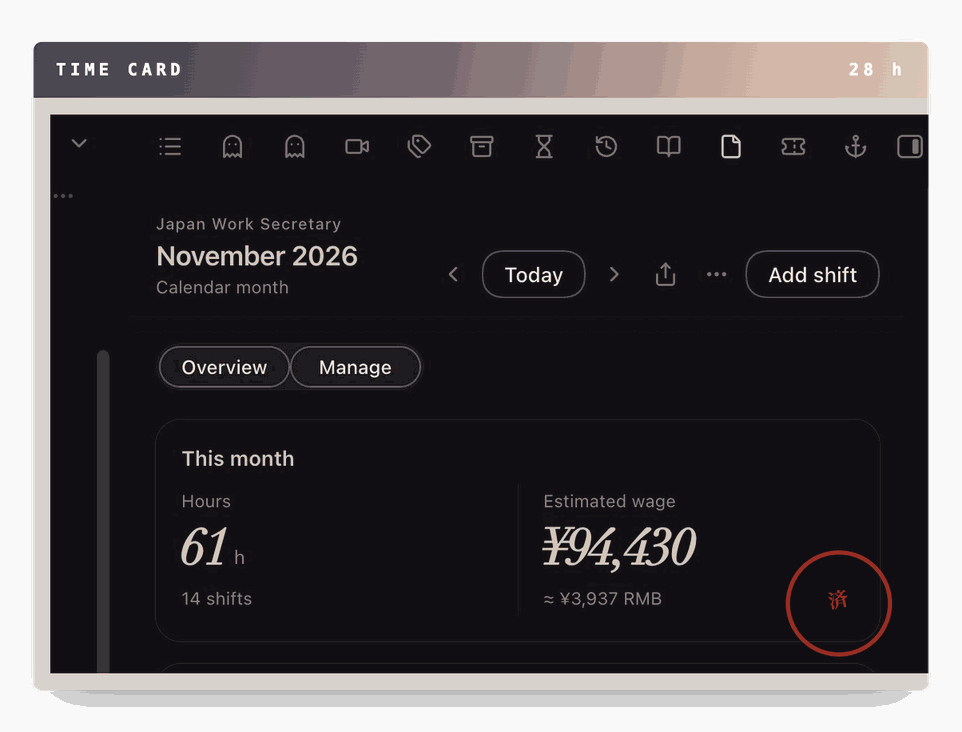 TIME CARD 28 h
Japan Work Secretary
November 2026
Calendar month
Today
Add shift
Overview Manage
This month
Hours Estimated wage
61 h ¥94,430
14 shifts ≈ ¥3,937 RMB
済